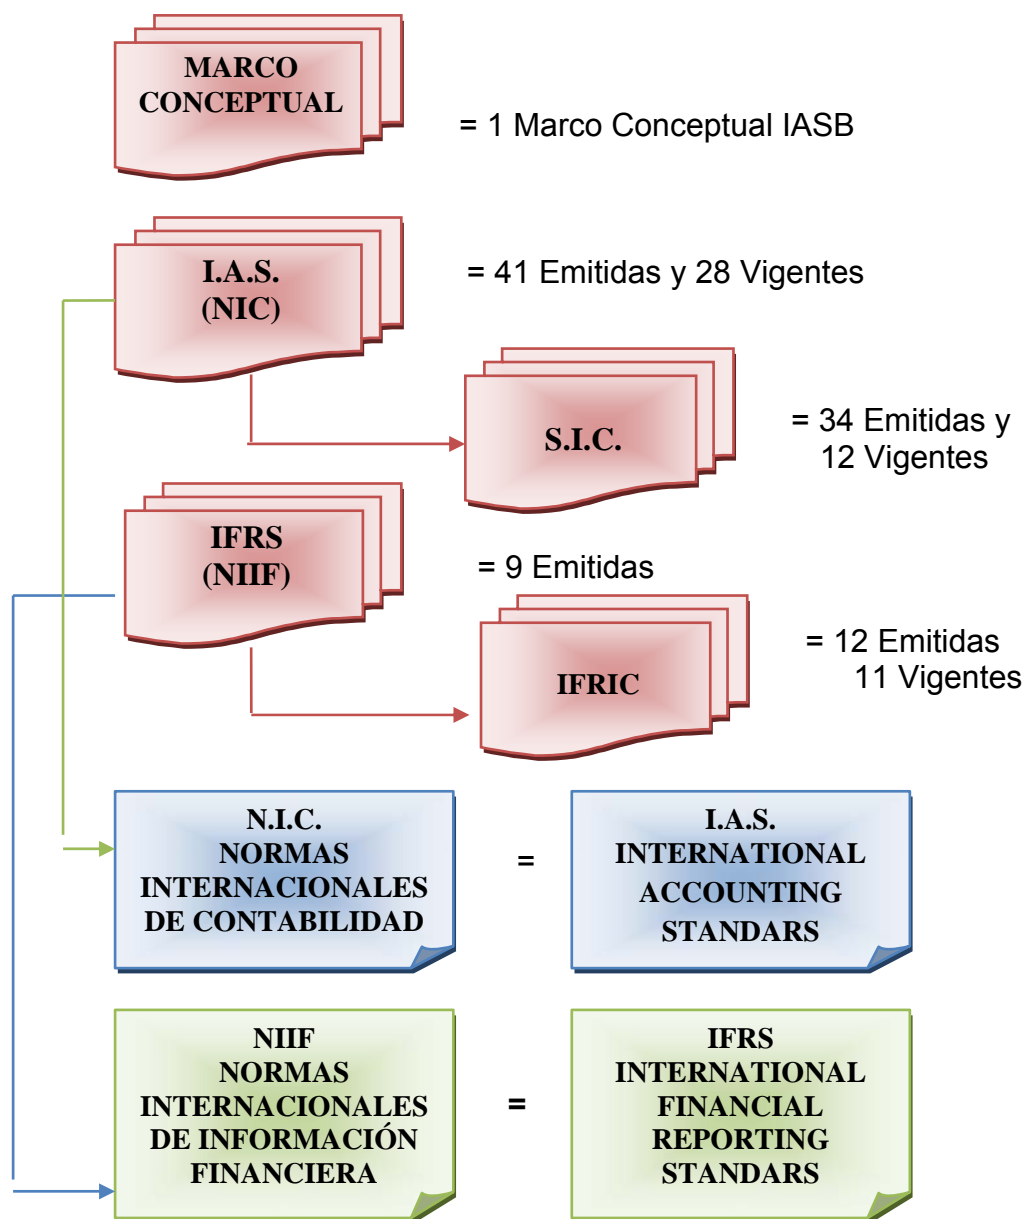 MARCO
CONCEPTUAL
= 1 Marco Conceptual IASB
I.A.S.
(NIC)
= 41 Emitidas y 28 Vigentes
S.I.C.
= 34 Emitidas y
12 Vigentes
IFRS
(NIIF)
= 9 Emitidas
IFRIC
= 12 Emitidas
11 Vigentes
N.I.C.
NORMAS
INTERNACIONALES
DE CONTABILIDAD
=
I.A.S.
INTERNATIONAL
ACCOUNTING
STANDARS
NIIF
NORMAS
INTERNACIONALES
DE INFORMACIÓN
FINANCIERA
=
IFRS
INTERNATIONAL
FINANCIAL
REPORTING
STANDARS